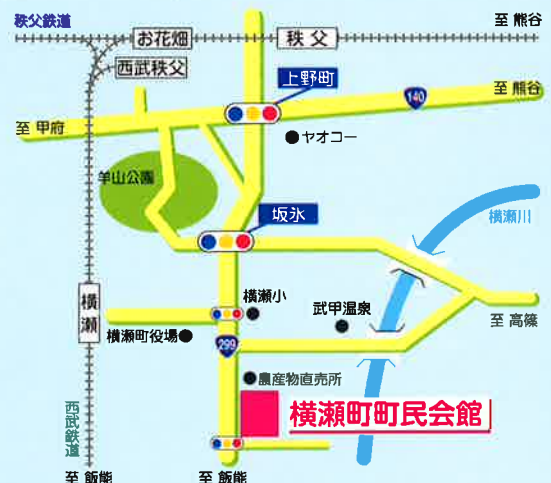 秩父鉄道
至 熊谷
お花畑
秩父
西武秩父
上野町
140
至 熊谷
至 甲府
ヤオコー
羊山公園
坂氷
横瀬川
横瀬
横瀬小
武甲温泉
至 高篠
横瀬町役場
299
農産物直売所
横瀬町町民会館
西武鉄道
至 飯能
至 飯能